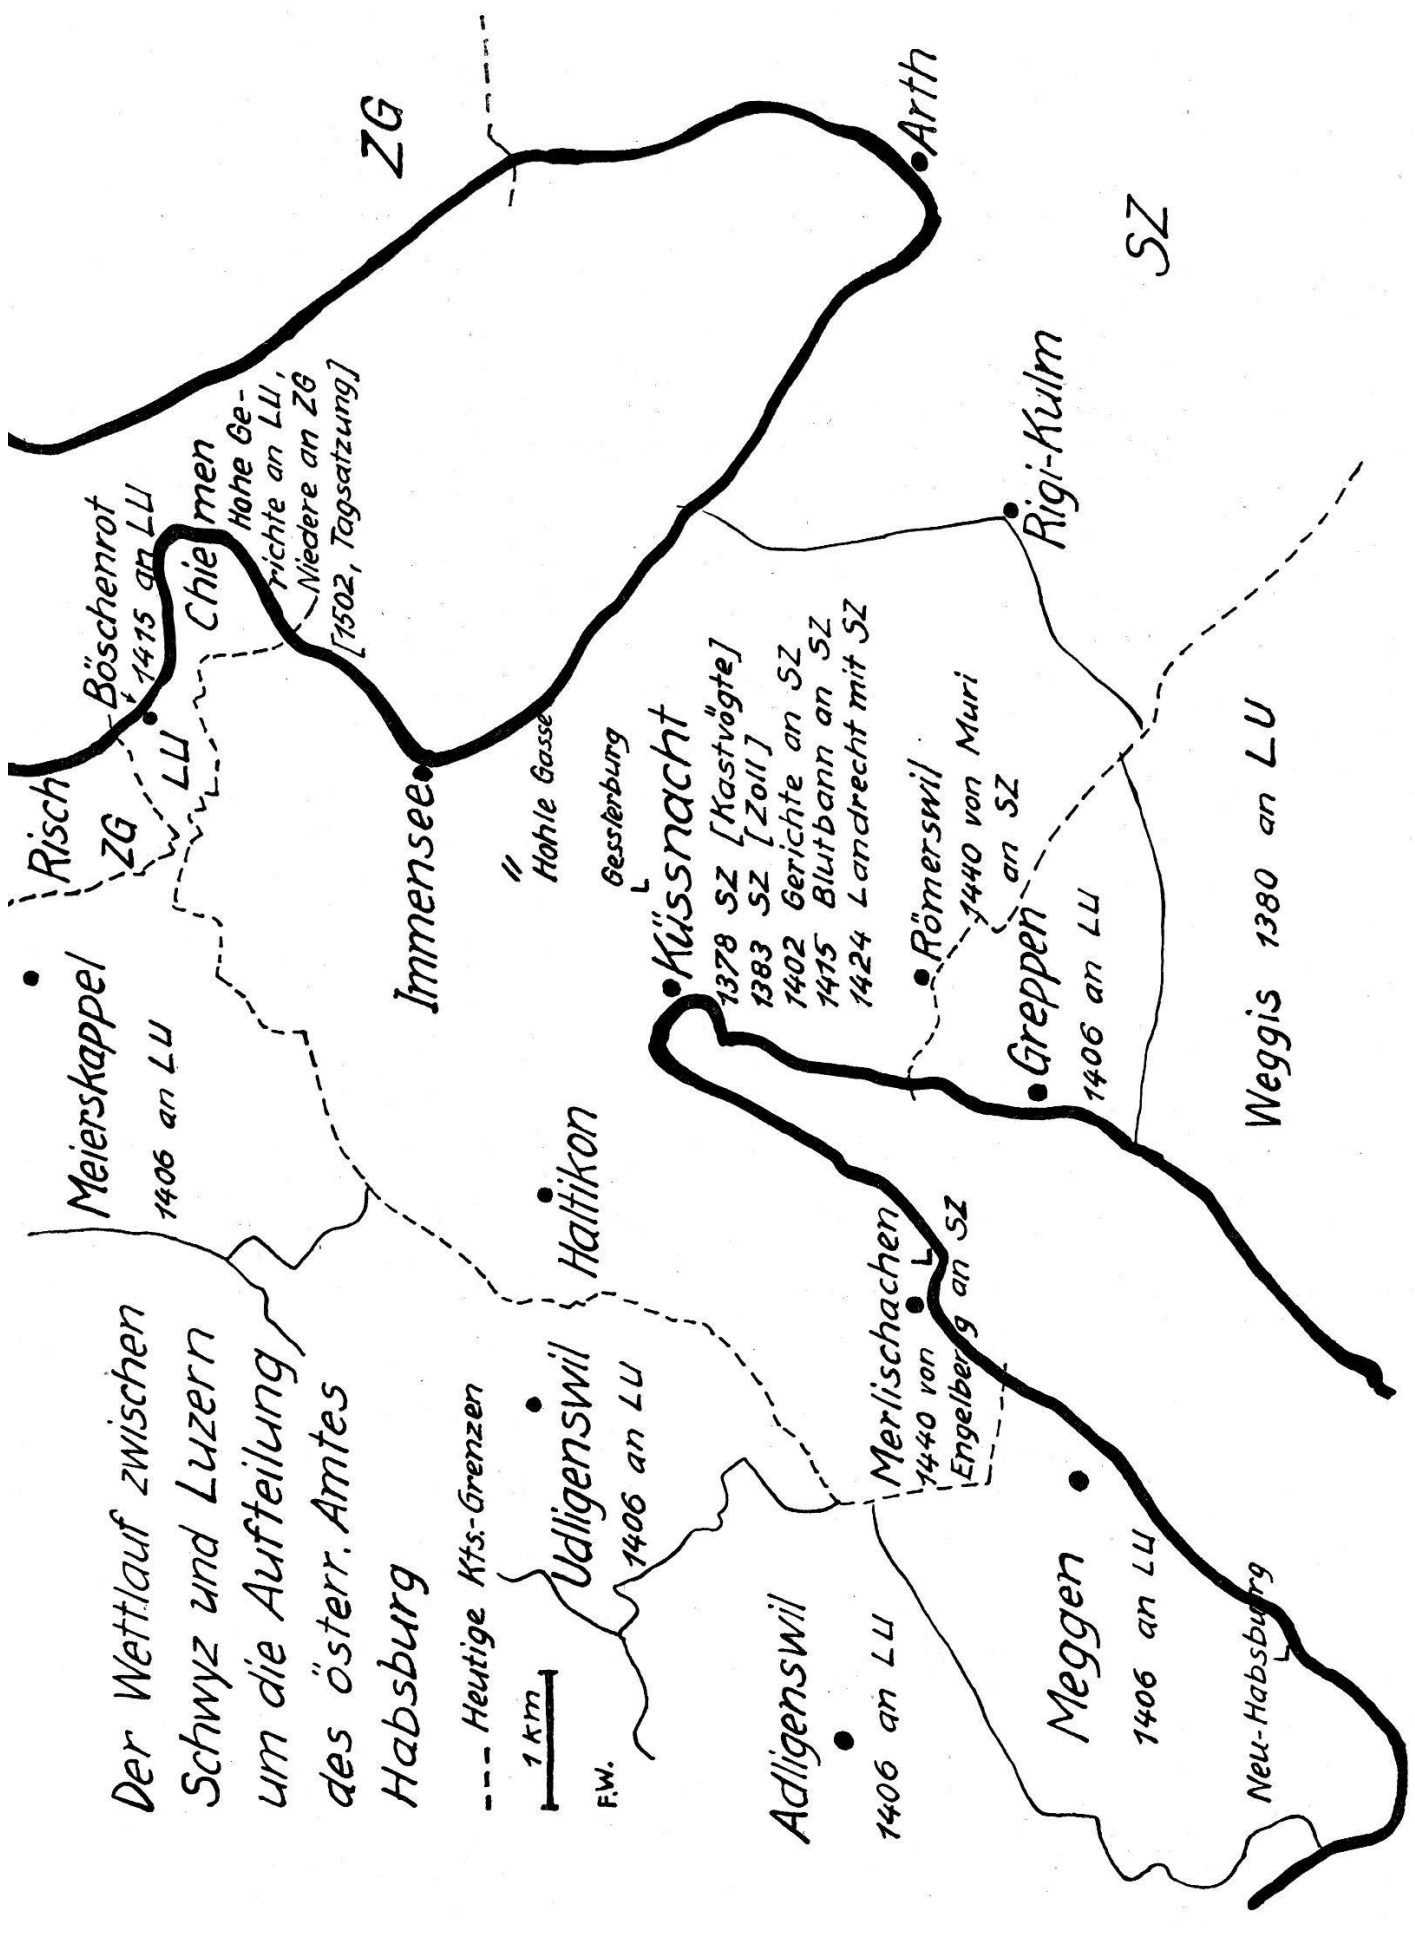 Der Wettlauf zwischen
Schwyz und Luzern
um die Aufteilung
des österr. Amtes
Habsburg
--- Heutige Kts.-Grenzen
1 km
F.W.
Meierskappel
1406 an LU
Risch
ZG
LU
Böschenrot
1415 an LU
Chiemen
Hohe Ge-
richte an LU,
Niedere an ZG
[1502, Tagsatzung]
ZG
Arth
SZ
Immensee
Hohle Gasse
Gesslerburg
Küssnacht
1378 SZ [Kastvögte]
1383 SZ [Zoll]
1402 Gerichte an SZ
1415 Blutbann an SZ
1424 Landrecht mit SZ
Rigi-Kulm
Römerswil
1440 von Muri
an SZ
Greppen
1406 an LU
Weggis 1380 an LU
Haltikon
Udligenswil
1406 an LU
Merlischachen
1440 von
Engelberg an SZ
Adligenswil
1406 an LU
Meggen
1406 an LU
Neu-Habsburg